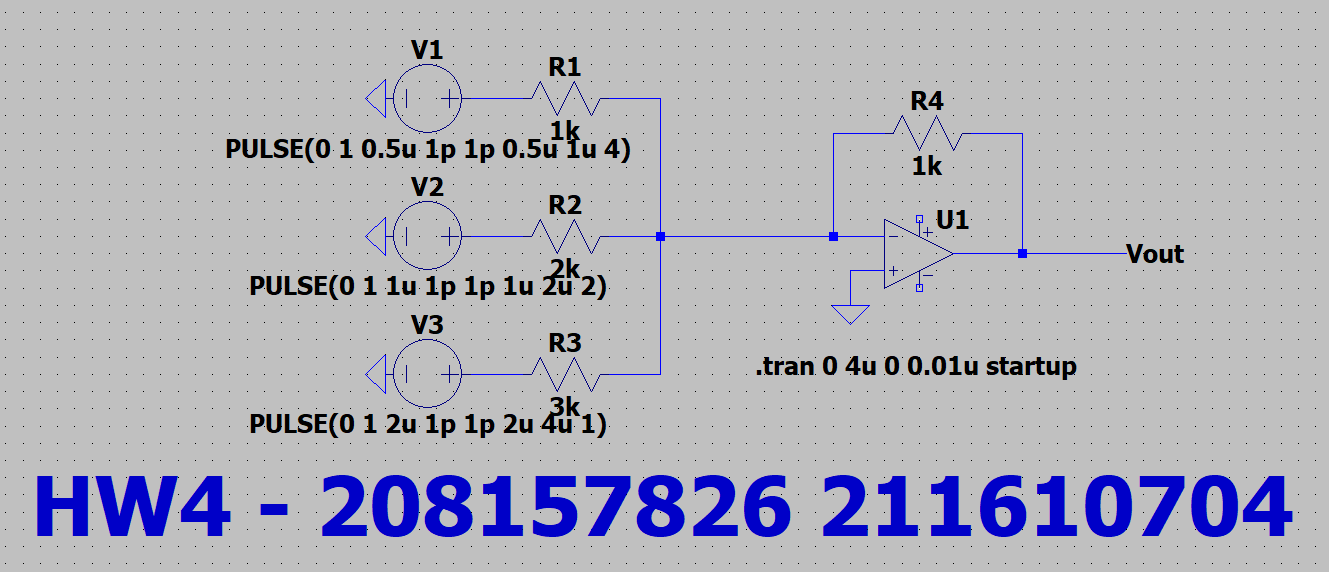 V1
R1
1k
PULSE(0 1 0.5u 1p 1p 0.5u 1u 4)
V2
R2
2k
PULSE(0 1 1u 1p 1p 1u 2u 2)
V3
R3
3k
PULSE(0 1 2u 1p 1p 2u 4u 1)
R4
1k
U1
Vout
.tran 0 4u 0 0.01u startup
HW4 - 208157826 211610704